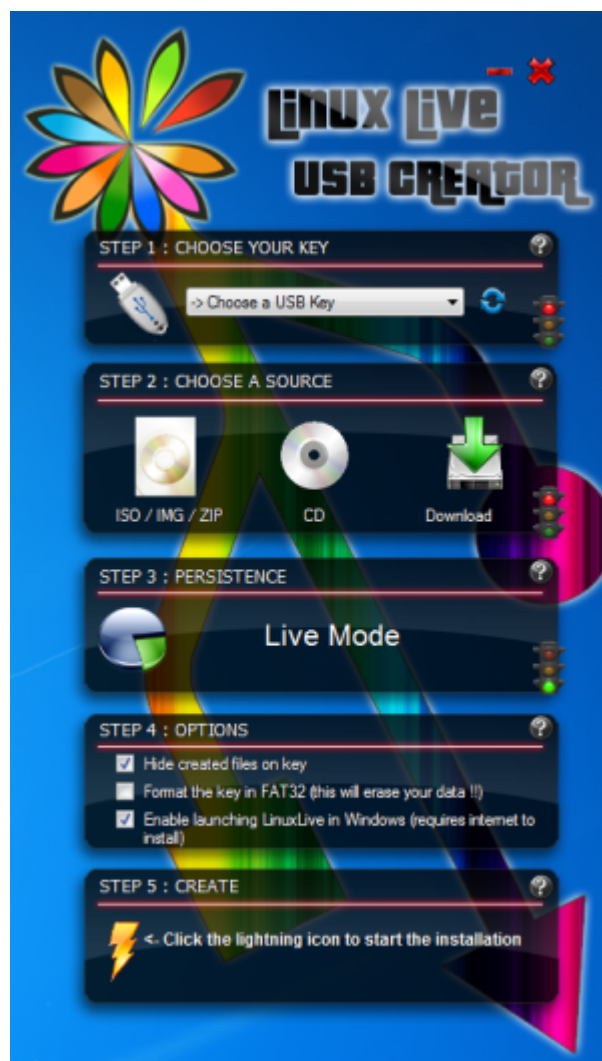 Linux Live
USB Creator
STEP 1 : CHOOSE YOUR KEY
?
-> Choose a USB Key
STEP 2 : CHOOSE A SOURCE
?
ISO / IMG / ZIP
CD
Download
STEP 3 : PERSISTENCE
?
Live Mode
STEP 4 : OPTIONS
?
Hide created files on key
Format the key in FAT32 (this will erase your data !!)
Enable launching LinuxLive in Windows (requires internet to
install)
STEP 5 : CREATE
?
<- Click the lightning icon to start the installation